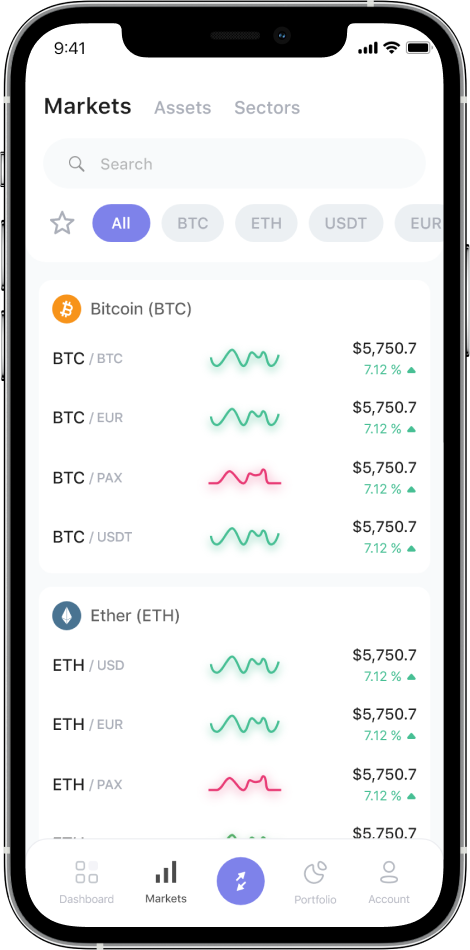 9:41
Markets Assets Sectors
Search
All BTC ETH USDT EUR
Bitcoin (BTC)
BTC / BTC $5,750.7
7.12 %
BTC / EUR $5,750.7
7.12 %
BTC / PAX $5,750.7
7.12 %
BTC / USDT $5,750.7
7.12 %
Ether (ETH)
ETH / USD $5,750.7
7.12 %
ETH / EUR $5,750.7
7.12 %
ETH / PAX $5,750.7
7.12 %
$5,750.7
Dashboard Markets Portfolio Account